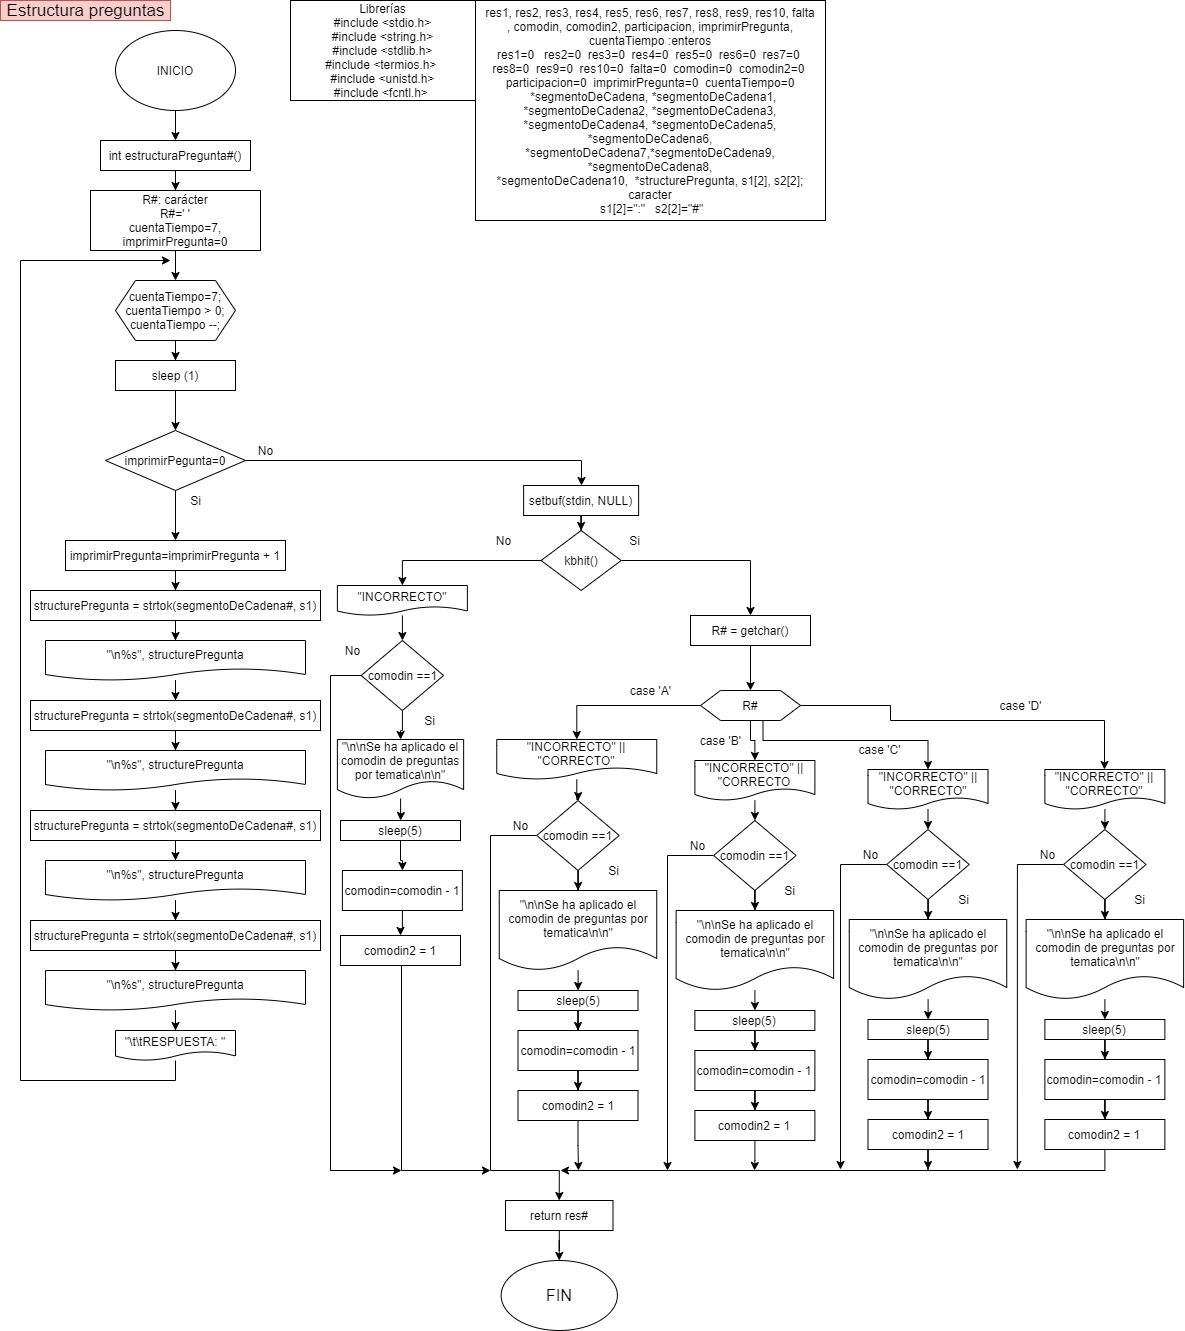 Estructura preguntas
Librerías
#include <stdio.h>
#include <string.h>
#include <stdlib.h>
#include <termios.h>
#include <unistd.h>
#include <fcntl.h>
res1, res2, res3, res4, res5, res6, res7, res8, res9, res10, falta
, comodin, comodin2, participacion, imprimirPregunta,
cuentaTiempo :enteros
res1=0 res2=0 res3=0 res4=0 res5=0 res6=0 res7=0
res8=0 res9=0 res10=0 falta=0 comodin=0 comodin2=0
participacion=0 imprimirPregunta=0 cuentaTiempo=0
*segmentoDeCadena, *segmentoDeCadena1,
*segmentoDeCadena2, *segmentoDeCadena3,
*segmentoDeCadena4, *segmentoDeCadena5,
*segmentoDeCadena6,
*segmentoDeCadena7,*segmentoDeCadena9,
*segmentoDeCadena8,
*segmentoDeCadena10, *structurePregunta, s1[2], s2[2];
caracter
s1[2]=":" s2[2]="#"
INICIO
int estructuraPregunta#()
R#: carácter
R#=' '
cuentaTiempo=7,
imprimirPregunta=0
cuentaTiempo=7;
cuentaTiempo > 0;
cuentaTiempo --;
sleep (1)
imprimirPegunta=0
No
Si
imprimirPregunta=imprimirPregunta + 1
structurePregunta = strtok(segmentoDeCadena#, s1)
"\n%s", structurePregunta
structurePregunta = strtok(segmentoDeCadena#, s1)
"\n%s", structurePregunta
structurePregunta = strtok(segmentoDeCadena#, s1)
"\n%s", structurePregunta
structurePregunta = strtok(segmentoDeCadena#, s1)
"\n%s", structurePregunta
"\t\tRESPUESTA: "
setbuf(stdin, NULL)
kbhit()
No
Si
"INCORRECTO"
comodin ==1
No
Si
"\n\nSe ha aplicado el
comodin de preguntas
por tematica\n\n"
sleep(5)
comodin=comodin - 1
comodin2 = 1
R# = getchar()
R#
case 'A'
case 'B'
case 'C'
case 'D'
"INCORRECTO" ||
"CORRECTO"
comodin ==1
No
Si
"\n\nSe ha aplicado el
comodin de preguntas por
tematica\n\n"
sleep(5)
comodin=comodin - 1
comodin2 = 1
"INCORRECTO" ||
"CORRECTO
comodin ==1
No
Si
"\n\nSe ha aplicado el
comodin de preguntas por
tematica\n\n"
sleep(5)
comodin=comodin - 1
comodin2 = 1
"INCORRECTO" ||
"CORRECTO"
comodin ==1
No
Si
"\n\nSe ha aplicado el
comodin de preguntas por
tematica\n\n"
sleep(5)
comodin=comodin - 1
comodin2 = 1
"INCORRECTO" ||
"CORRECTO"
comodin ==1
No
Si
"\n\nSe ha aplicado el
comodin de preguntas por
tematica\n\n"
sleep(5)
comodin=comodin - 1
comodin2 = 1
return res#
FIN